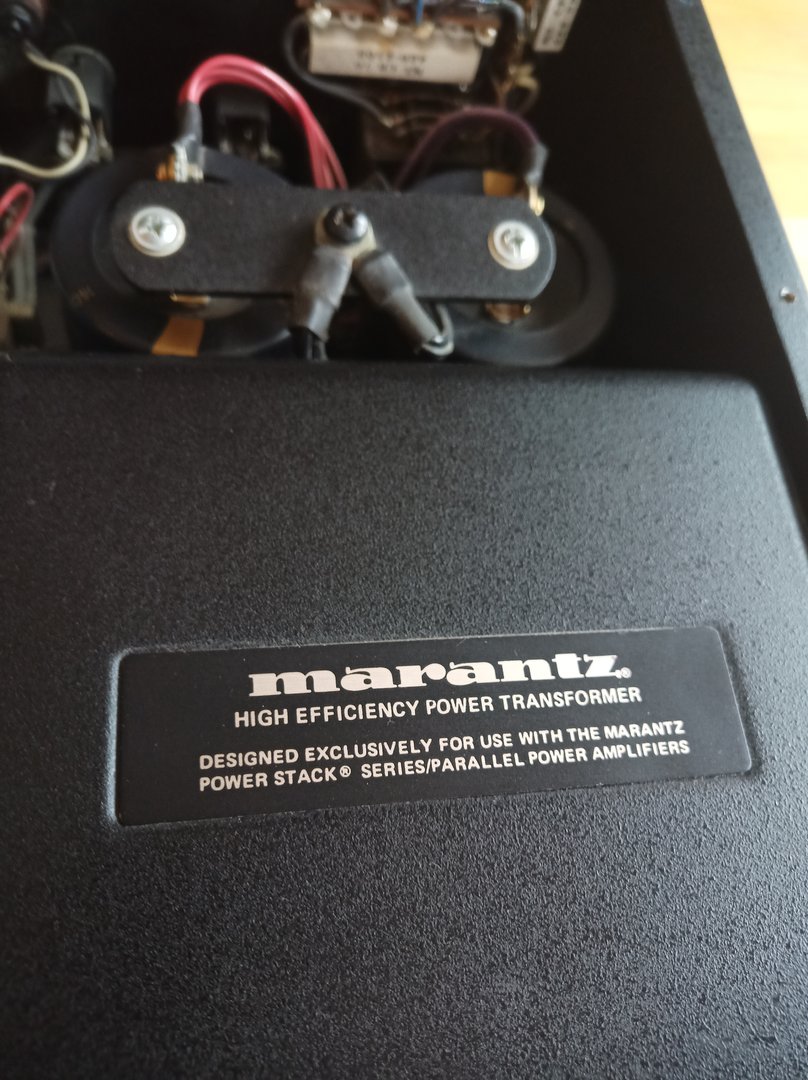 marantz®
HIGH EFFICIENCY POWER TRANSFORMER
DESIGNED EXCLUSIVELY FOR USE WITH THE MARANTZ
POWER STACK® SERIES/PARALLEL POWER AMPLIFIERS